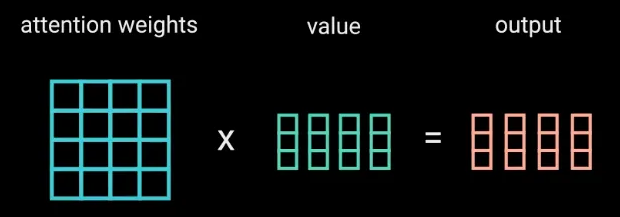 attention weights
value
output
x
=